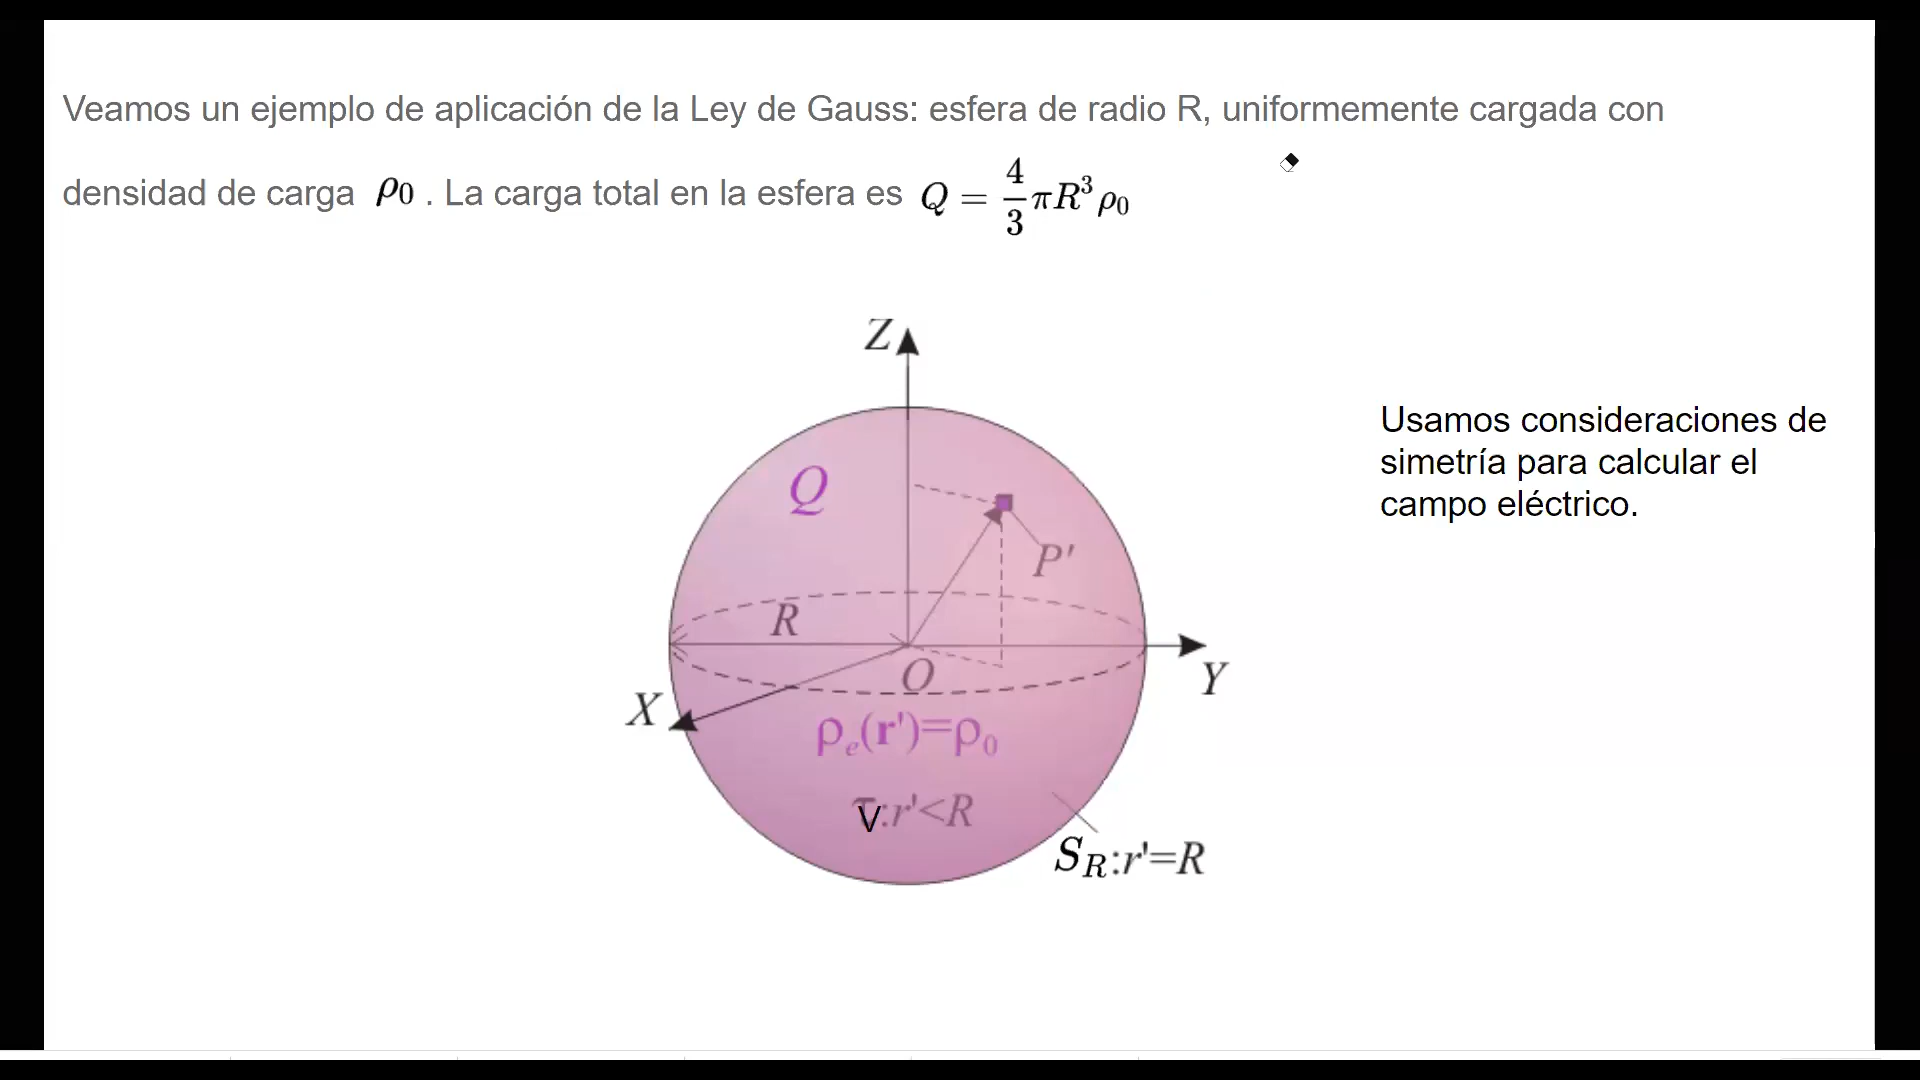 Veamos un ejemplo de aplicación de la Ley de Gauss: esfera de radio R, uniformemente cargada con
densidad de carga ρ₀ . La carga total en la esfera es Q = 4/3 πR³ρ₀
Z
Usamos consideraciones de
simetría para calcular el
campo eléctrico.
Q
P'
R
O
Y
X
ρₑ(r')=ρ₀
V:r'<R
S_R:r'=R